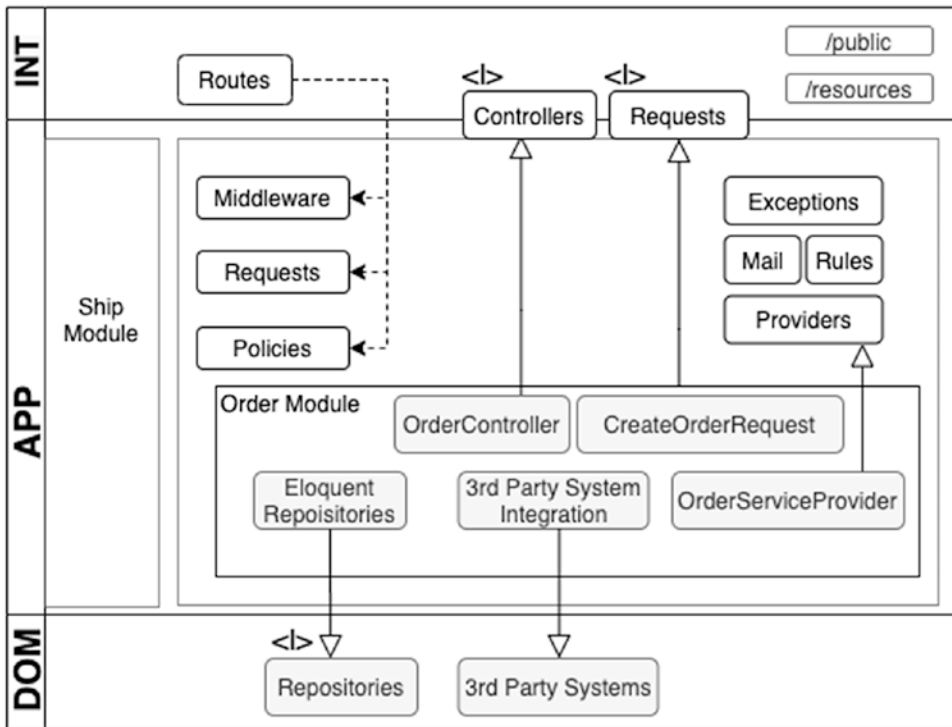 INT
/public
Routes
<I>
<I>
/resources
Controllers
Requests
Middleware
Exceptions
Requests
Mail
Rules
Ship
Module
Providers
Policies
APP
Order Module
OrderController
CreateOrderRequest
Eloquent
Repoisitories
3rd Party System
Integration
OrderServiceProvider
DOM
<I>
Repositories
3rd Party Systems